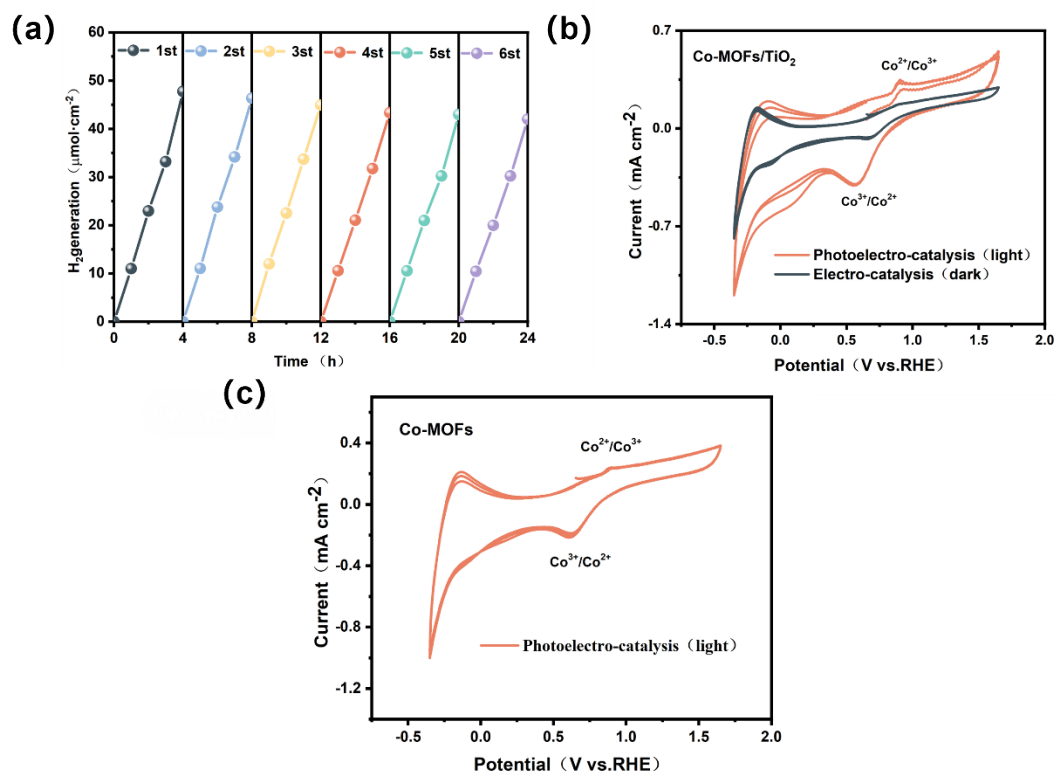 (a)
60
50
40
30
20
10
0
H₂generation（μmol·cm⁻²）
1st
2st
3st
4st
5st
6st
0
4
8
12
16
20
24
Time （h）
(b)
0.7
0.0
-0.7
-1.4
Current（mA cm⁻²）
Co-MOFs/TiO₂
Co²⁺/Co³⁺
Co³⁺/Co²⁺
Photoelectro-catalysis（light）
Electro-catalysis（dark）
-0.5
0.0
0.5
1.0
1.5
2.0
Potential（V vs.RHE）
(c)
0.4
0.0
-0.4
-0.8
-1.2
Current（mA cm⁻²）
Co-MOFs
Co²⁺/Co³⁺
Co³⁺/Co²⁺
Photoelectro-catalysis（light）
-0.5
0.0
0.5
1.0
1.5
2.0
Potential（V vs.RHE）